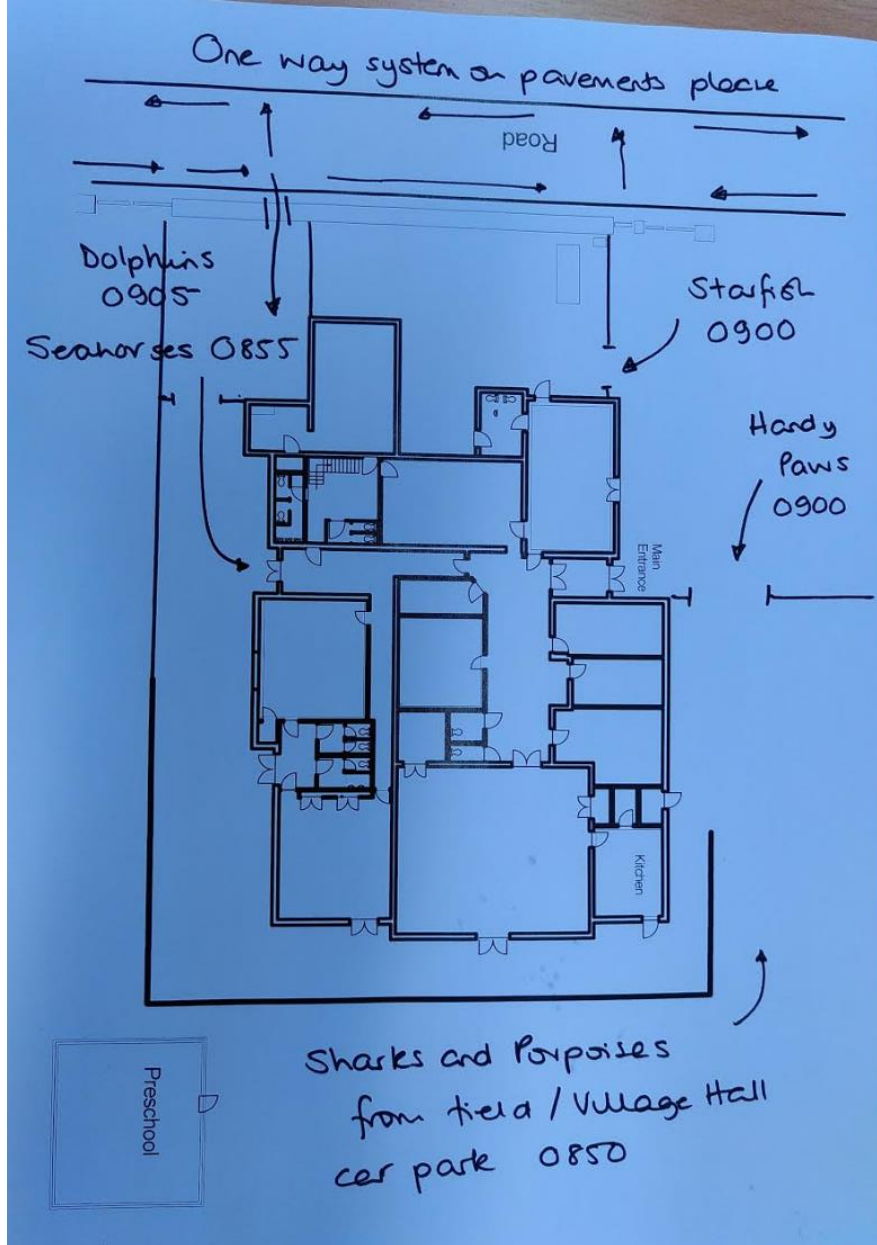 One way system on pavements please
Road
Dolphins
0905
Seahorses 0855
Starfish
0900
Handy
Paws
0900
Main
Entrance
Kitchen
Preschool
Sharks and Porpoises
from field / Village Hall
car park 0850